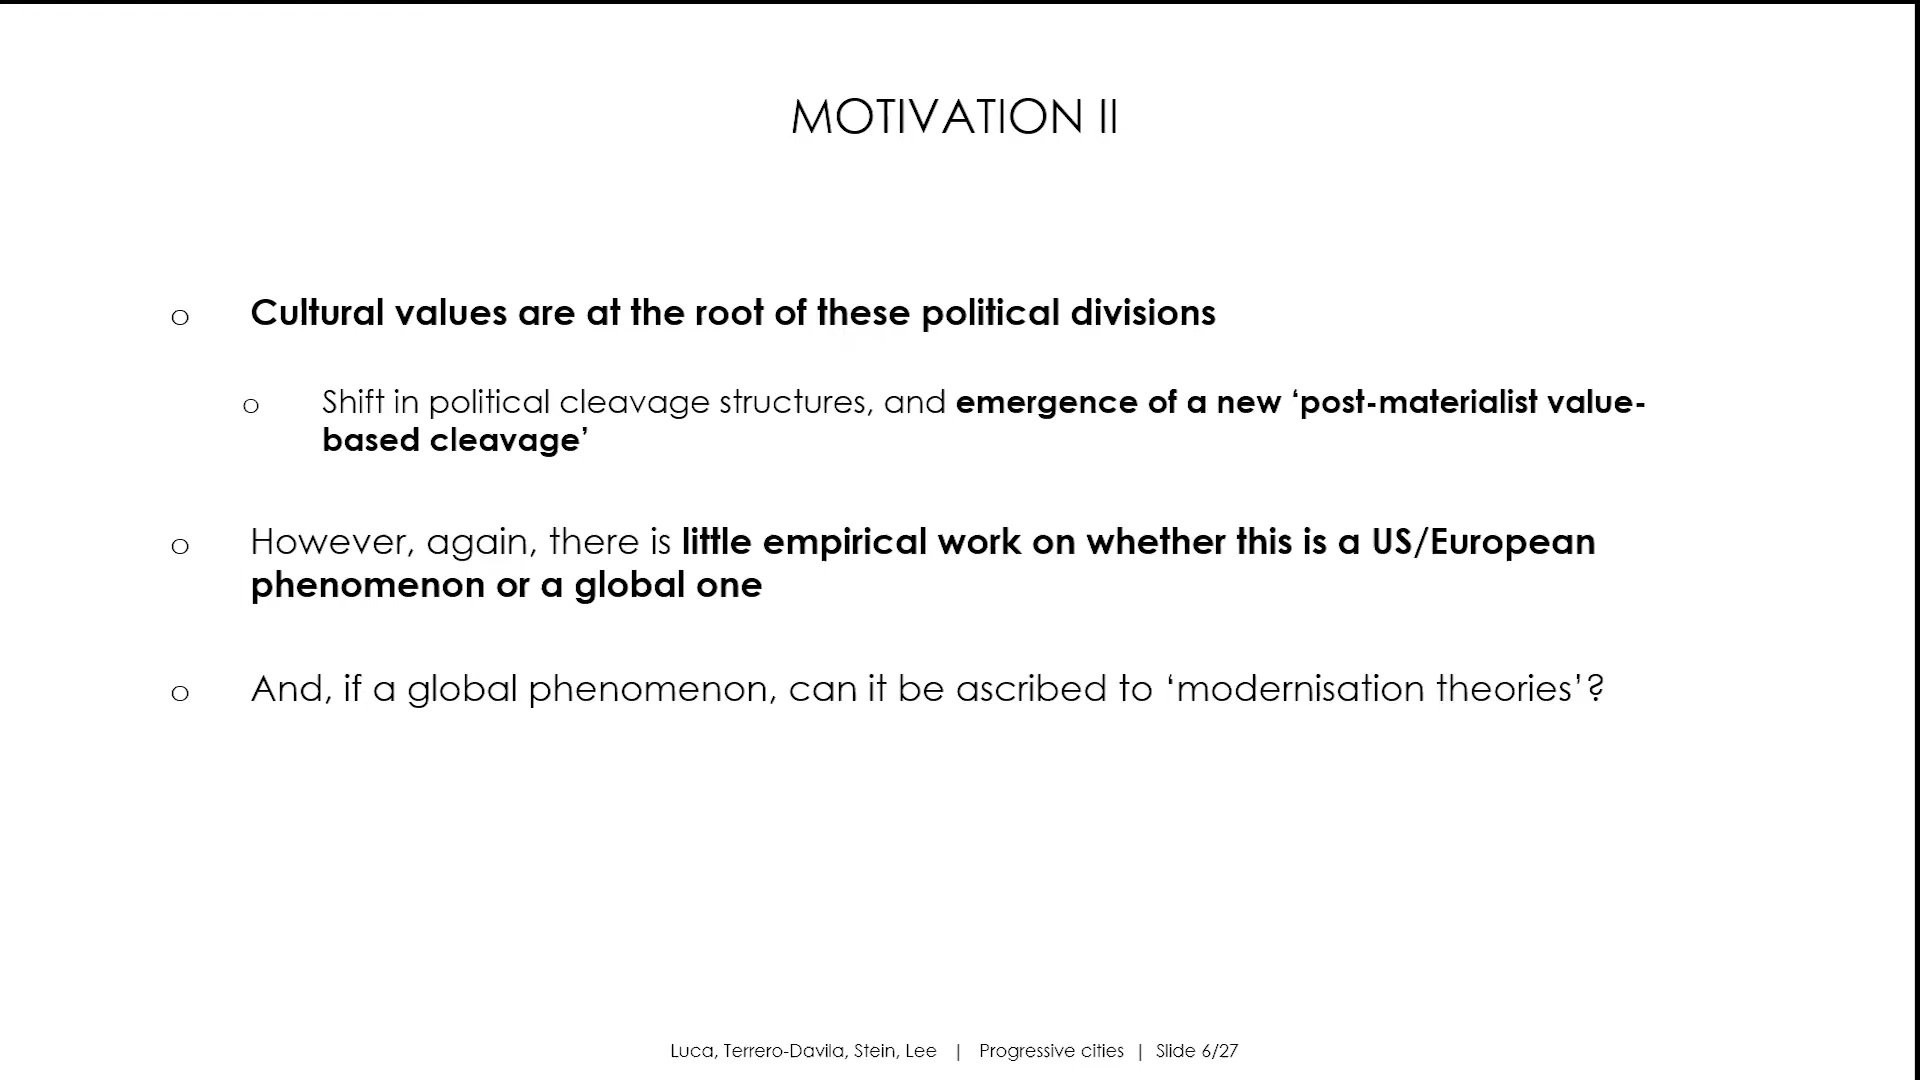 MOTIVATION II
o Cultural values are at the root of these political divisions
o Shift in political cleavage structures, and emergence of a new ‘post-materialist value-
based cleavage’
o However, again, there is little empirical work on whether this is a US/European
phenomenon or a global one
o And, if a global phenomenon, can it be ascribed to ‘modernisation theories’?
Luca, Terrero-Davila, Stein, Lee | Progressive cities | Slide 6/27